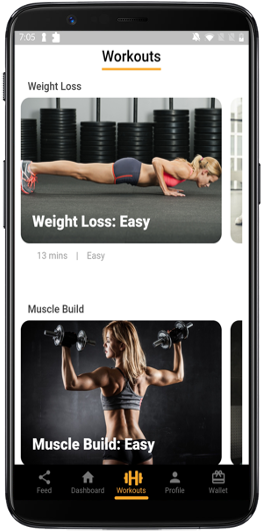 7:05
Workouts
Weight Loss
Weight Loss: Easy
13 mins | Easy
Muscle Build
Muscle Build: Easy
Feed Dashboard Workouts Profile Wallet